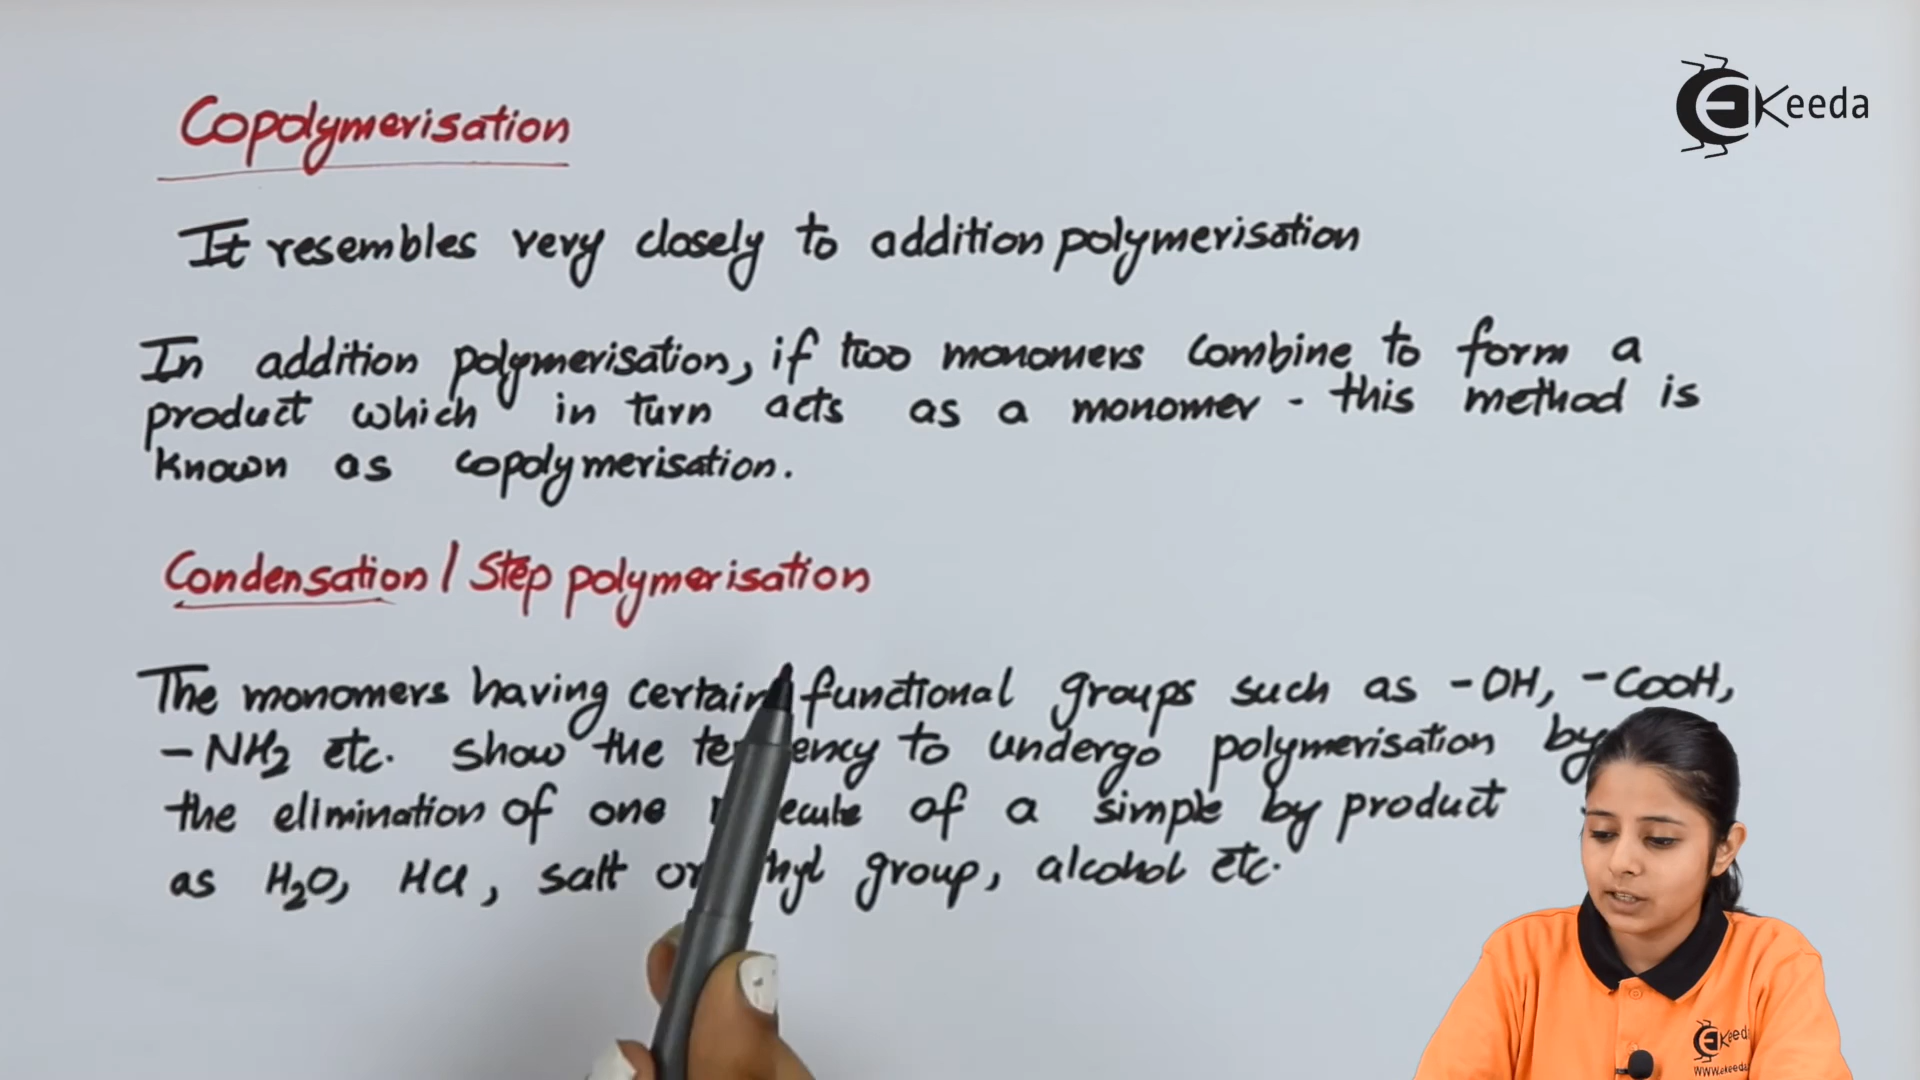 Copolymerisation
Keeda
It resembles very closely to addition polymerisation
In addition polymerisation, if two monomers combine to form a
product which in turn acts as a monomer - this method is
known as copolymerisation.
Condensation / Step polymerisation
The monomers having certain functional groups such as -OH, -COOH,
-NH2 etc. show the undergo polymerisation by
the elimination of one of a simple by product
as H2O, HCl, salt or group, alcohol etc.